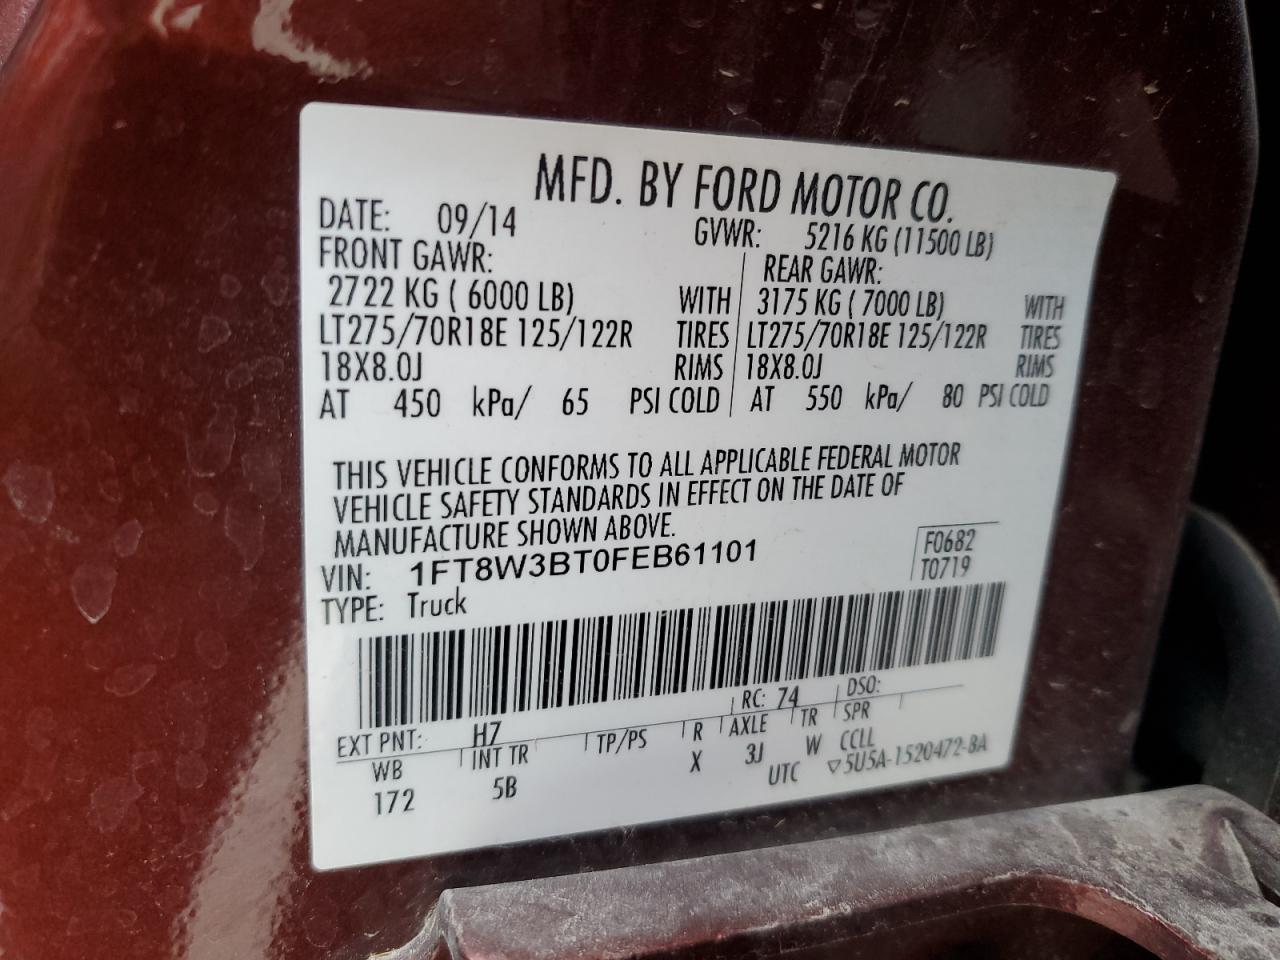 MFD. BY FORD MOTOR CO.
DATE: 09/14 GVWR: 5216 KG (11500 LB)
FRONT GAWR: REAR GAWR:
2722 KG ( 6000 LB) WITH 3175 KG ( 7000 LB) WITH
LT275/70R18E 125/122R TIRES LT275/70R18E 125/122R TIRES
18X8.0J RIMS 18X8.0J RIMS
AT 450 kPa/ 65 PSI COLD AT 550 kPa/ 80 PSI COLD
THIS VEHICLE CONFORMS TO ALL APPLICABLE FEDERAL MOTOR
VEHICLE SAFETY STANDARDS IN EFFECT ON THE DATE OF
MANUFACTURE SHOWN ABOVE.
VIN: 1FT8W3BT0FEB61101
TYPE: Truck
F0682
T0719
EXT PNT: H7 RC: 74 DSO:
WB INT TR TP/PS R AXLE TR SPR
172 5B X 3J W CCLL
UTC ▽5U5A-1520472-BA